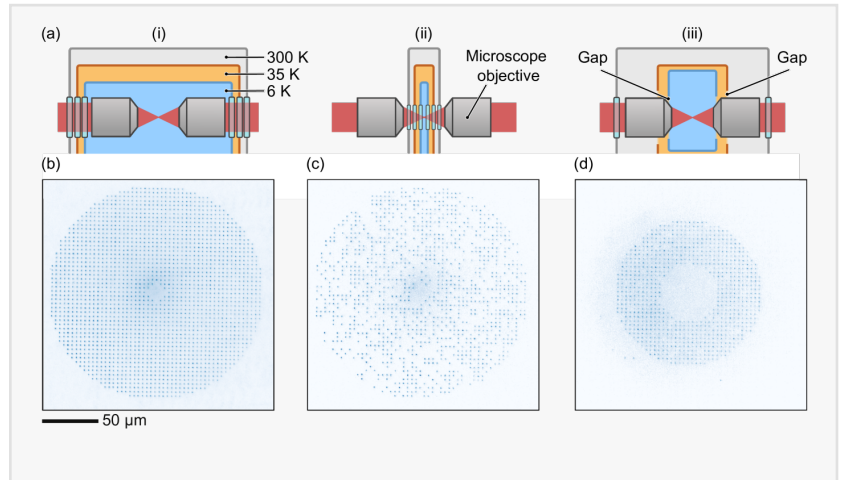 (a)
(i)
(ii)
(iii)
300 K
35 K
6 K
Microscope
objective
Gap
Gap
(b)
(c)
(d)
50 μm